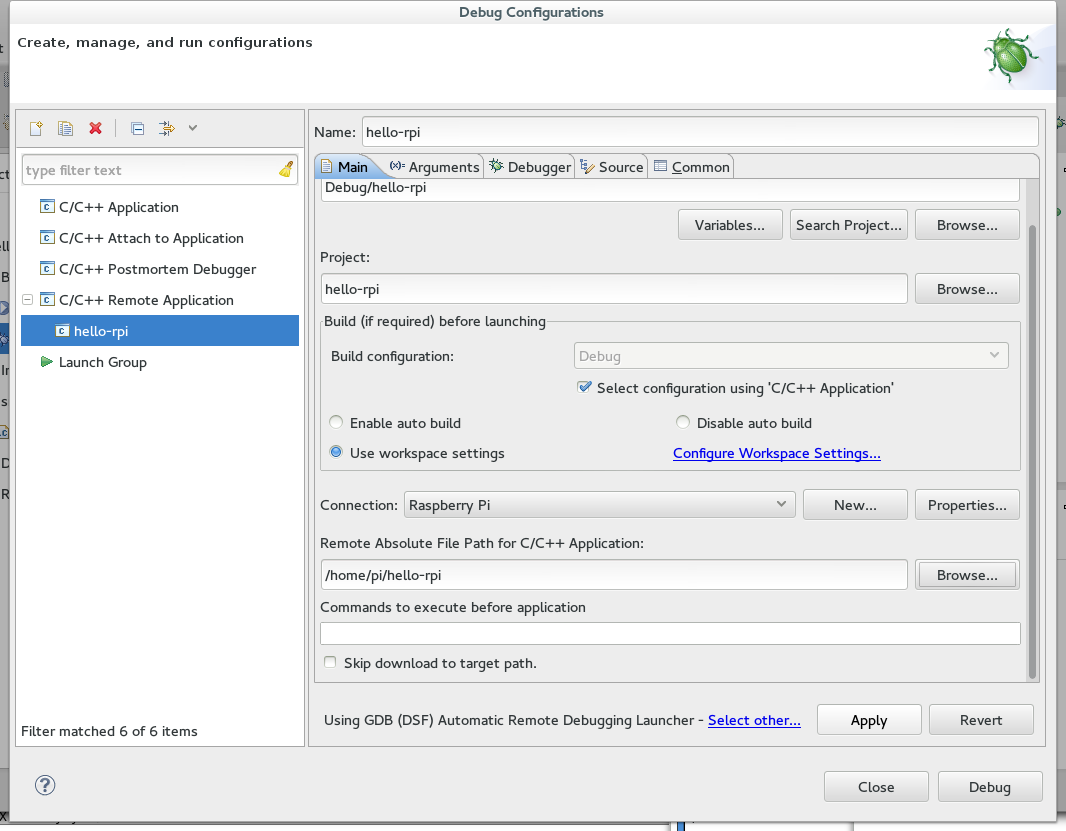 Debug Configurations
Create, manage, and run configurations
type filter text
C/C++ Application
C/C++ Attach to Application
C/C++ Postmortem Debugger
C/C++ Remote Application
hello-rpi
Launch Group
Filter matched 6 of 6 items
Name: hello-rpi
Main (x)= Arguments Debugger Source Common
Debug/hello-rpi
Variables... Search Project... Browse...
Project:
hello-rpi Browse...
Build (if required) before launching
Build configuration: Debug
Select configuration using 'C/C++ Application'
Enable auto build Disable auto build
Use workspace settings Configure Workspace Settings...
Connection: Raspberry Pi New... Properties...
Remote Absolute File Path for C/C++ Application:
/home/pi/hello-rpi Browse...
Commands to execute before application
Skip download to target path.
Using GDB (DSF) Automatic Remote Debugging Launcher - Select other... Apply Revert
? Close Debug